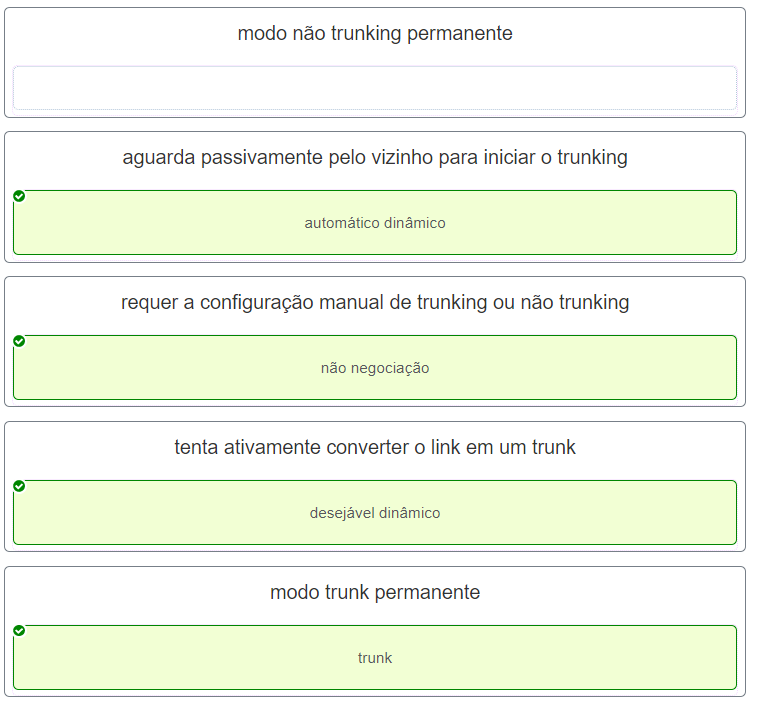 modo não trunking permanente
aguarda passivamente pelo vizinho para iniciar o trunking
automático dinâmico
requer a configuração manual de trunking ou não trunking
não negociação
tenta ativamente converter o link em um trunk
desejável dinâmico
modo trunk permanente
trunk